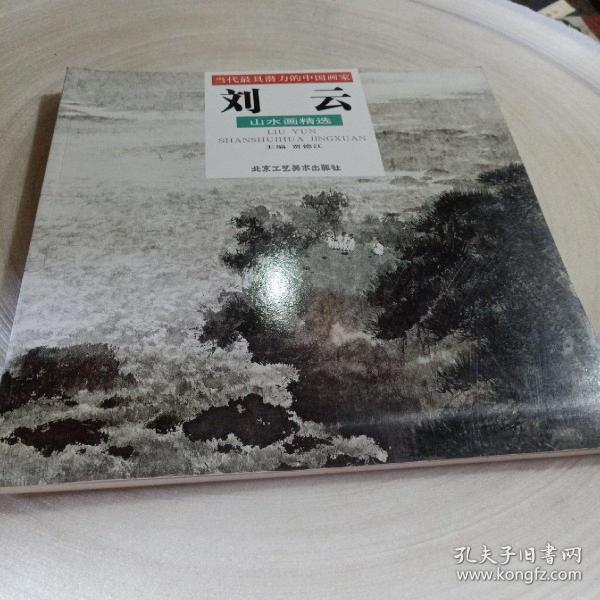 当代最具潜力的中国画家
刘 云
山水画精选
LIU YUN
SHANSHUIHUA JINGXUAN
主编 贾德江
北京工艺美术出版社
孔夫子旧书网
www.kongfz.com